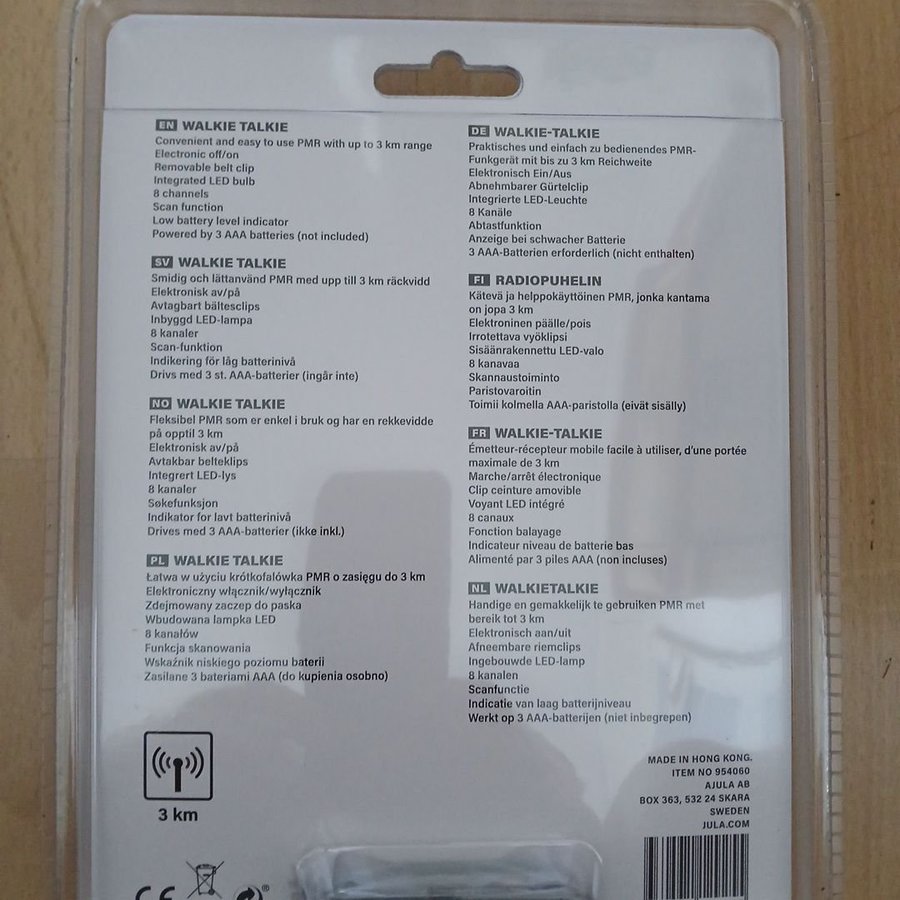 EN WALKIE TALKIE
Convenient and easy to use PMR with up to 3 km range
Electronic off/on
Removable belt clip
Integrated LED bulb
8 channels
Scan function
Low battery level indicator
Powered by 3 AAA batteries (not included)
SV WALKIE TALKIE
Smidig och lättanvänd PMR med upp till 3 km räckvidd
Elektronisk av/på
Avtagbart bältesclips
Inbyggd LED-lampa
8 kanaler
Scan-funktion
Indikering för låg batterinivå
Drivs med 3 st. AAA-batterier (ingår inte)
NO WALKIE TALKIE
Fleksibel PMR som er enkel i bruk og har en rekkevidde
på opptil 3 km
Elektronisk av/på
Avtakbar belteklips
Integrert LED-lys
8 kanaler
Søkefunksjon
Indikator for lavt batterinivå
Drives med 3 AAA-batterier (ikke inkl.)
PL WALKIE TALKIE
Łatwa w użyciu krótkofalówka PMR o zasięgu do 3 km
Elektroniczny włącznik/wyłącznik
Zdejmowany zaczep do paska
Wbudowana lampka LED
8 kanałów
Funkcja skanowania
Wskaźnik niskiego poziomu baterii
Zasilane 3 bateriami AAA (do kupienia osobno)
3 km
CE
DE WALKIE-TALKIE
Praktisches und einfach zu bedienendes PMR-
Funkgerät mit bis zu 3 km Reichweite
Elektronisch Ein/Aus
Abnehmbarer Gürtelclip
Integrierte LED-Leuchte
8 Kanäle
Abtastfunktion
Anzeige bei schwacher Batterie
3 AAA-Batterien erforderlich (nicht enthalten)
FI RADIOPUHELIN
Kätevä ja helppokäyttöinen PMR, jonka kantama
on jopa 3 km
Elektroninen päälle/pois
Irrotettava vyöklipsi
Sisäänrakennettu LED-valo
8 kanavaa
Skannaustoiminto
Paristovaroitin
Toimii kolmella AAA-paristolla (eivät sisälly)
FR WALKIE-TALKIE
Émetteur-récepteur mobile facile à utiliser, d'une portée
maximale de 3 km
Marche/arrêt électronique
Clip ceinture amovible
Voyant LED intégré
8 canaux
Fonction balayage
Indicateur niveau de batterie bas
Alimenté par 3 piles AAA (non incluses)
NL WALKIETALKIE
Handige en gemakkelijk te gebruiken PMR met
bereik tot 3 km
Elektronisch aan/uit
Afneembare riemclips
Ingebouwde LED-lamp
8 kanalen
Scanfunctie
Indicatie van laag batterijniveau
Werkt op 3 AAA-batterijen (niet inbegrepen)
MADE IN HONG KONG.
ITEM NO 954060
AJULA AB
BOX 363, 532 24 SKARA
SWEDEN
JULA.COM